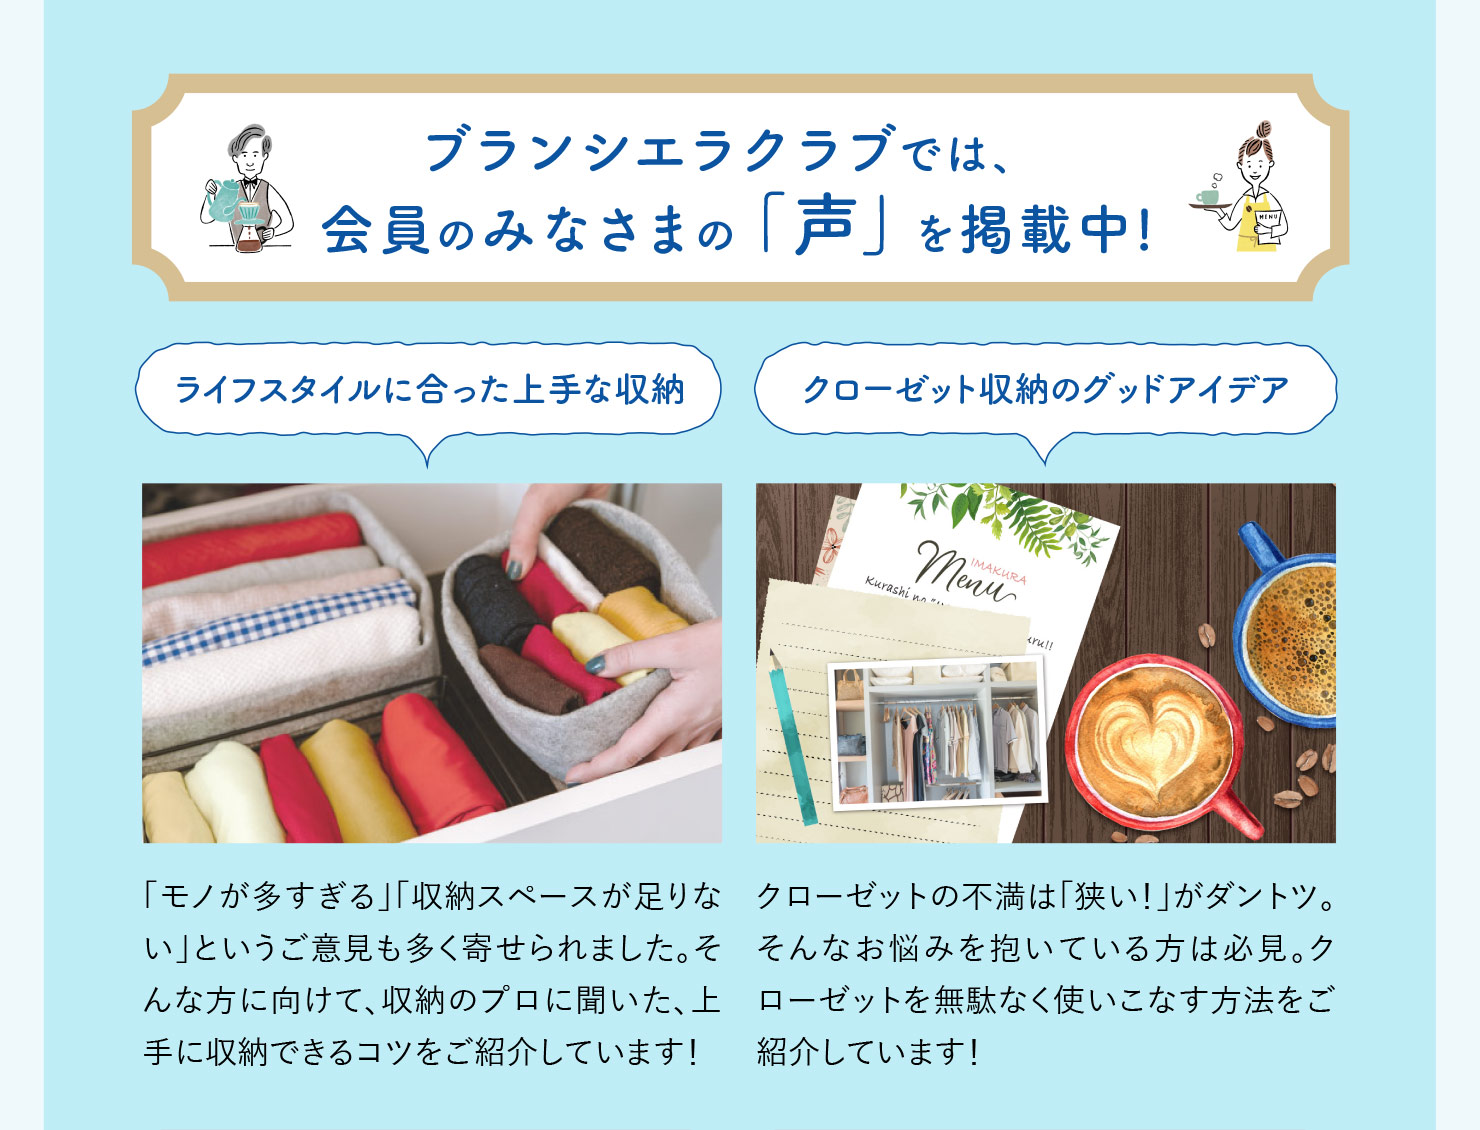 ブランシエラクラブでは、
会員のみなさまの「声」を掲載中!
MENU
ライフスタイルに合った上手な収納
クローゼット収納のグッドアイデア
IMAKURA
Menu
Kurashi no
「モノが多すぎる」「収納スペースが足りな
い」というご意見も多く寄せられました。そ
んな方に向けて、収納のプロに聞いた、上
手に収納できるコツをご紹介しています!
クローゼットの不満は「狭い!」がダントツ。
そんなお悩みを抱いている方は必見。ク
ローゼットを無駄なく使いこなす方法をご
紹介しています!